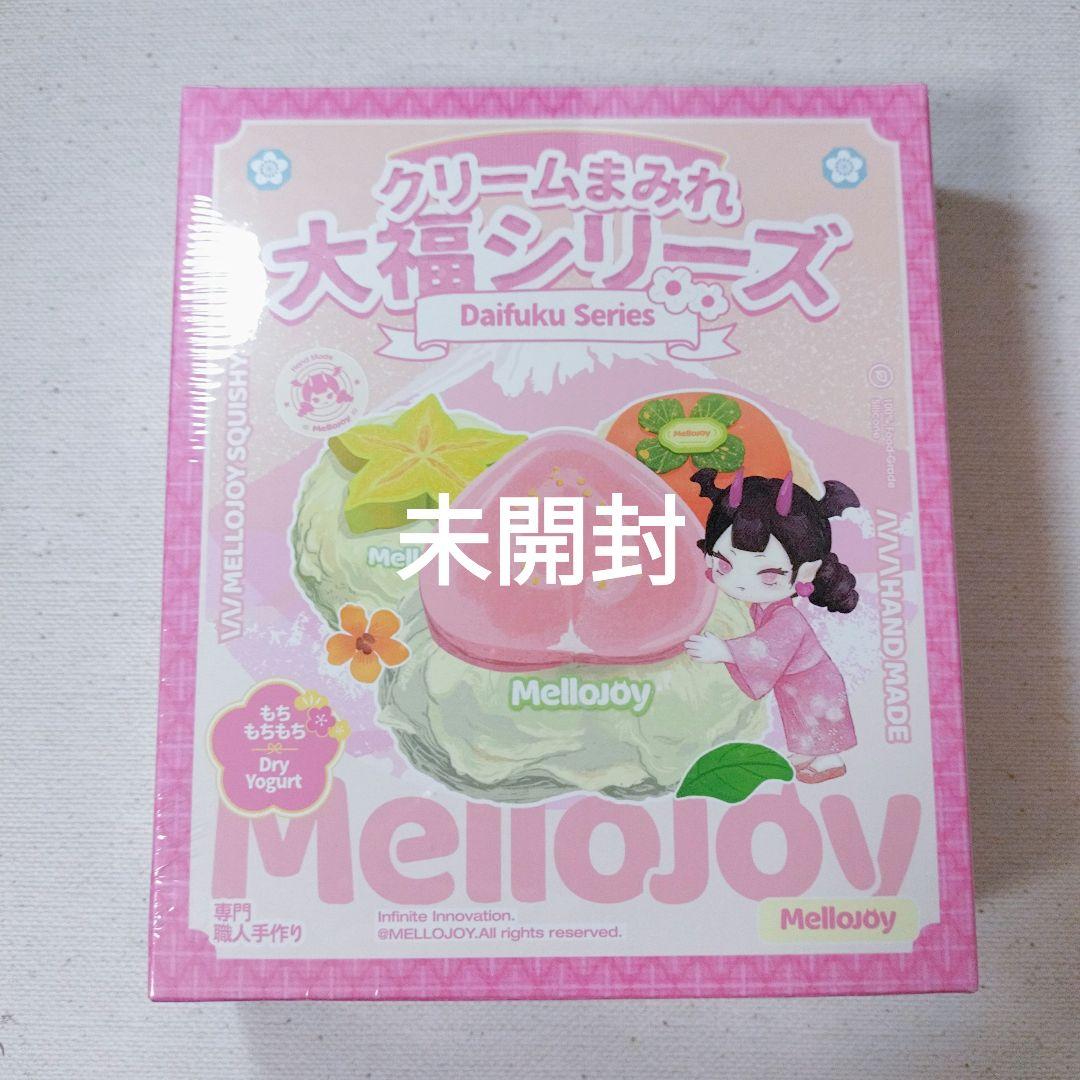 クリームまみれ
大福シリーズ
Daifuku Series
Hand Made
MelloJoy
MELLOJOY SQUISHY
100% Food-Grade
Silicone
MelloJoy
未開封
Mell
HAND MADE
MelloJoy
もち
もちもち
Dry
Yogurt
MelloJoy
専門
職人手作り
Infinite Innovation.
@MELLOJOY.All rights reserved.
MelloJoy